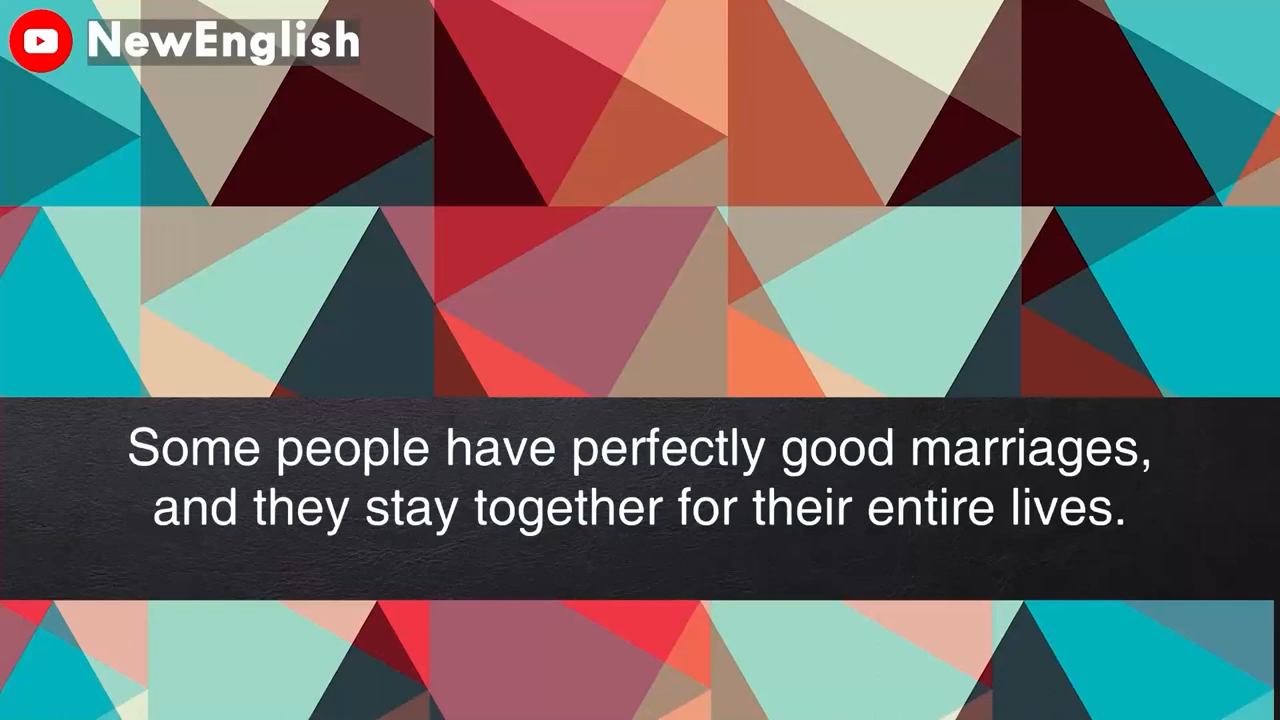 NewEnglish
Some people have perfectly good marriages,
and they stay together for their entire lives.